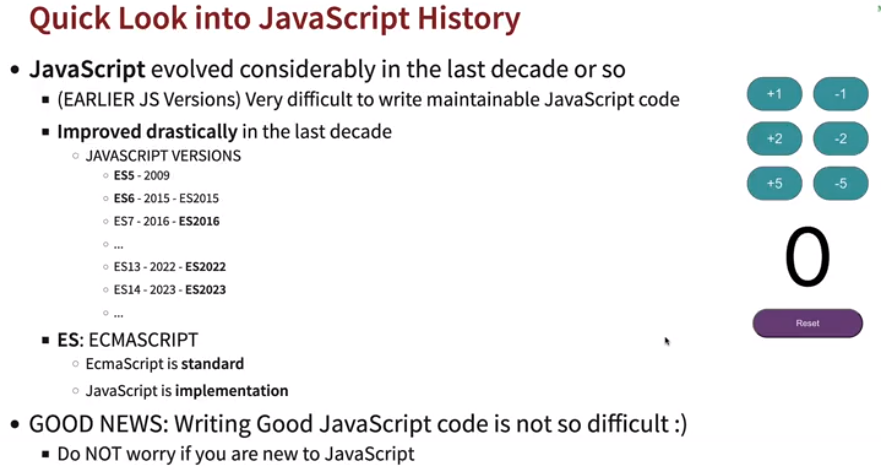 Quick Look into JavaScript History
JavaScript evolved considerably in the last decade or so
(EARLIER JS Versions) Very difficult to write maintainable JavaScript code
Improved drastically in the last decade
JAVASCRIPT VERSIONS
ES5 - 2009
ES6 - 2015 - ES2015
ES7 - 2016 - ES2016
...
ES13 - 2022 - ES2022
ES14 - 2023 - ES2023
...
ES: ECMASCRIPT
EcmaScript is standard
JavaScript is implementation
GOOD NEWS: Writing Good JavaScript code is not so difficult :)
Do NOT worry if you are new to JavaScript
+1 -1
+2 -2
+5 -5
0
Reset